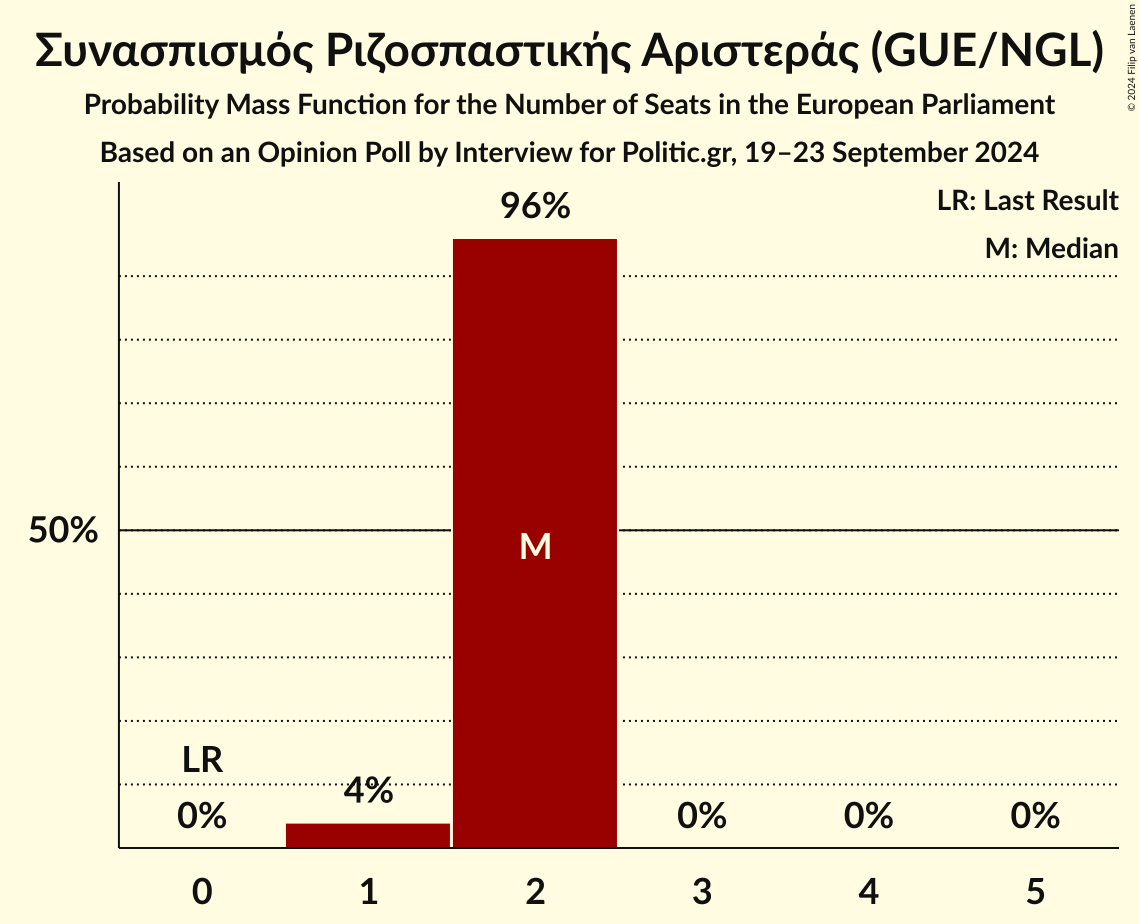 Συνασπισμός Ριζοσπαστικής Αριστεράς (GUE/NGL)
Probability Mass Function for the Number of Seats in the European Parliament
Based on an Opinion Poll by Interview for Politic.gr, 19–23 September 2024
© 2024 Filip van Laenen
LR: Last Result
M: Median
96%
50%
M
LR
0%
4%
0%
0%
0%
0
1
2
3
4
5